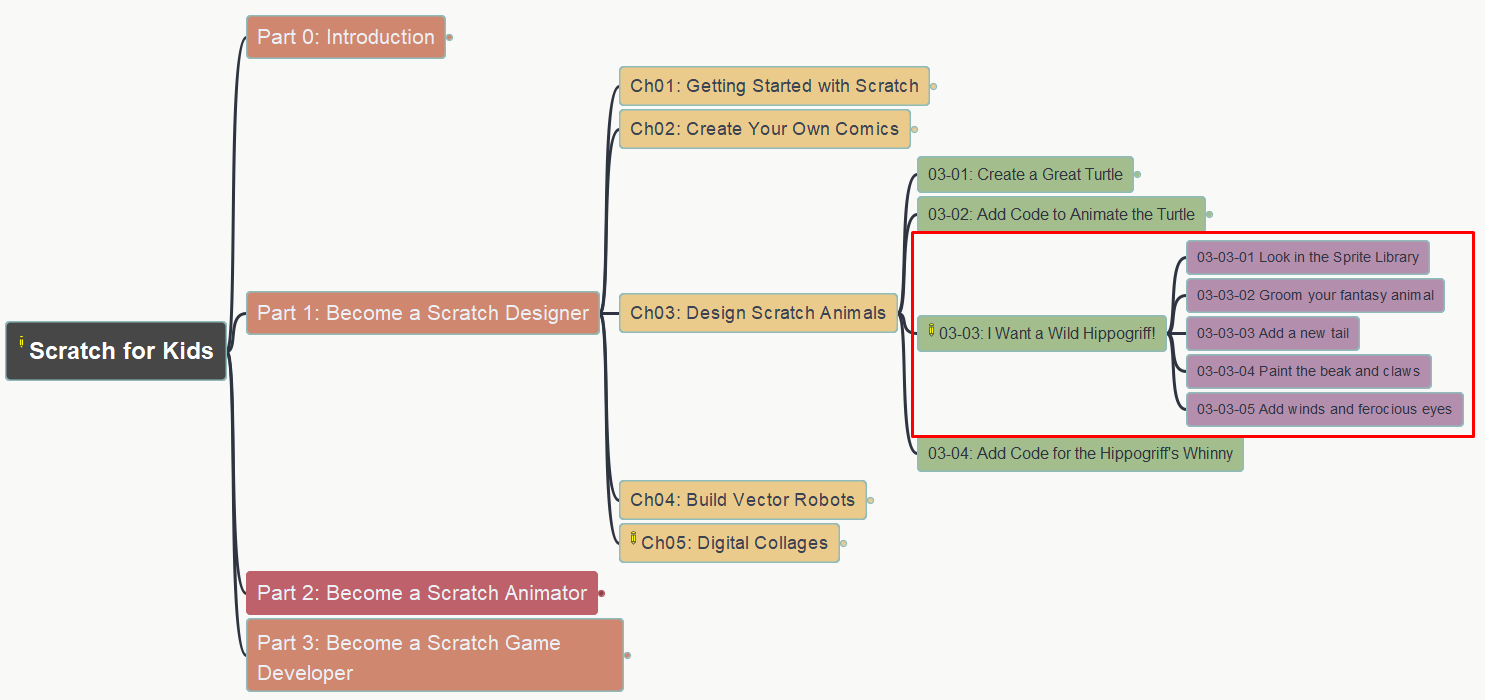 Part 0: Introduction
Ch01: Getting Started with Scratch
Ch02: Create Your Own Comics
03-01: Create a Great Turtle
03-02: Add Code to Animate the Turtle
03-03-01 Look in the Sprite Library
03-03-02 Groom your fantasy animal
Part 1: Become a Scratch Designer
Ch03: Design Scratch Animals
03-03: I Want a Wild Hippogriff!
03-03-03 Add a new tail
Scratch for Kids
03-03-04 Paint the beak and claws
03-03-05 Add winds and ferocious eyes
03-04: Add Code for the Hippogriff's Whinny
Ch04: Build Vector Robots
Ch05: Digital Collages
Part 2: Become a Scratch Animator
Part 3: Become a Scratch Game
Developer